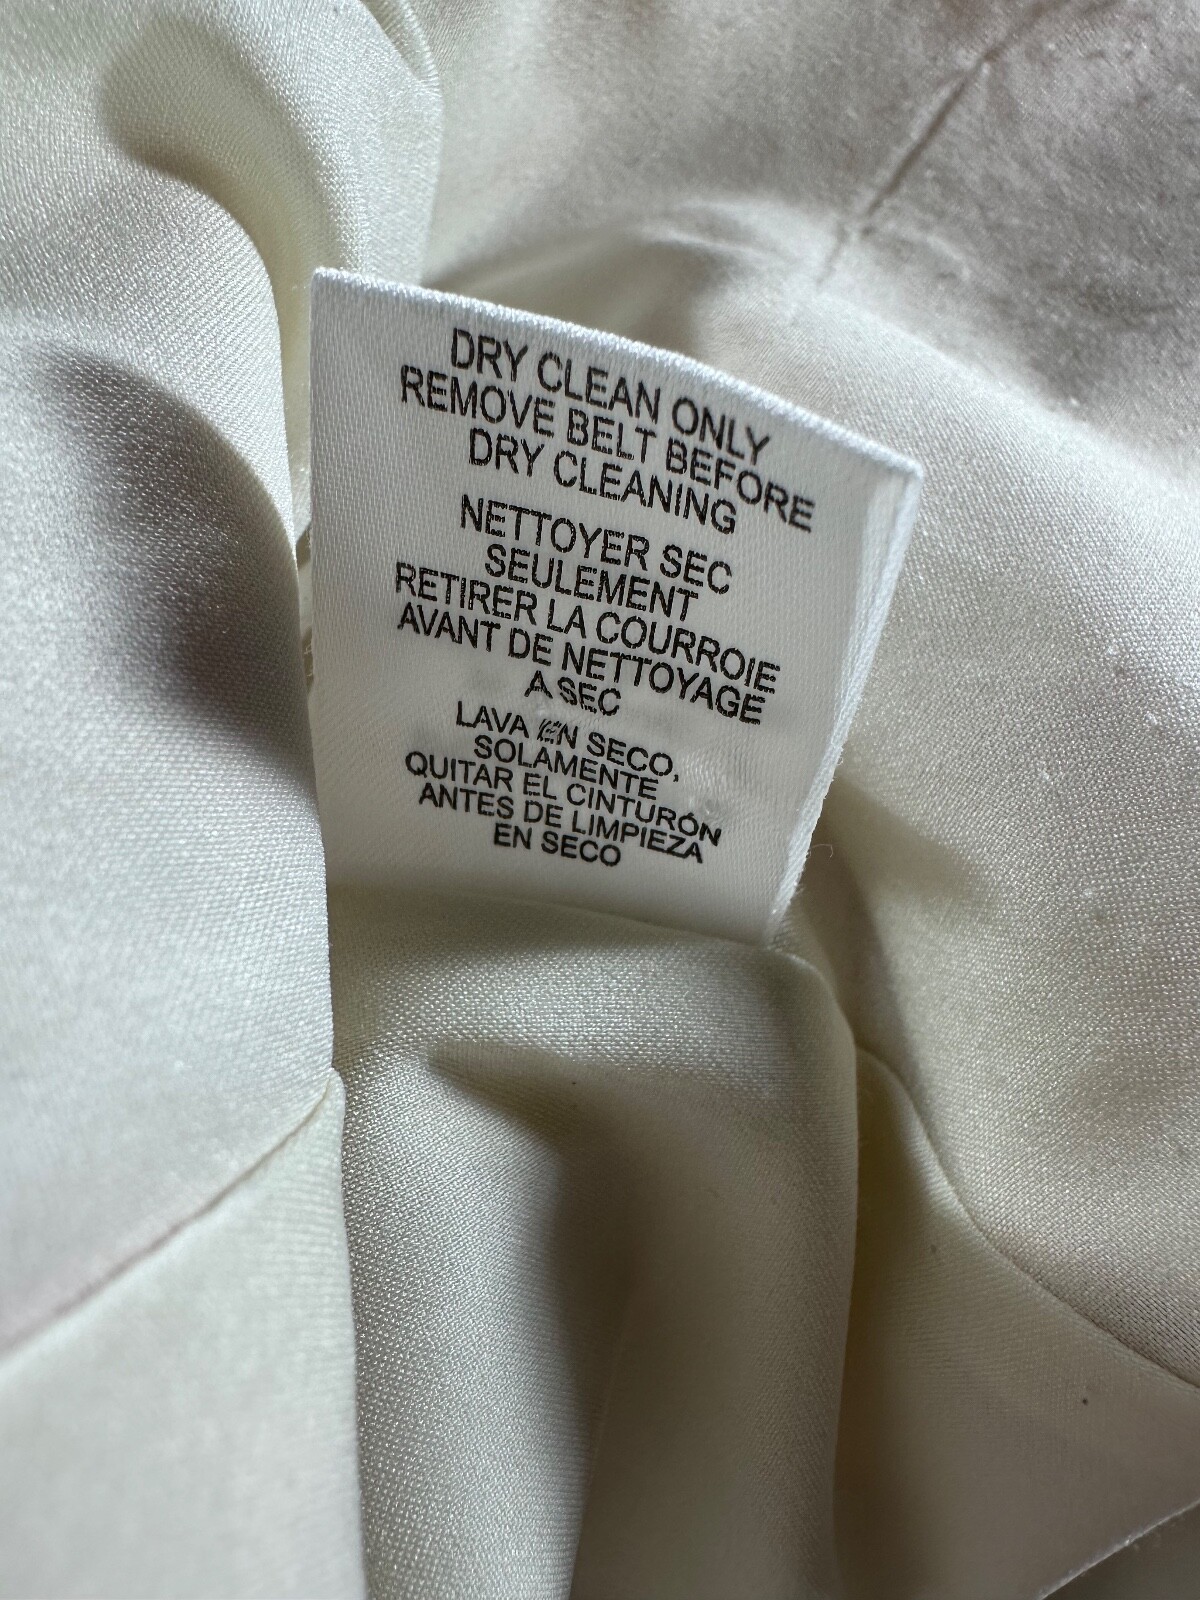 DRY CLEAN ONLY
REMOVE BELT BEFORE
DRY CLEANING
NETTOYER SEC
SEULEMENT
RETIRER LA COURROIE
AVANT DE NETTOYAGE
A SEC
LAVA EN SECO,
SOLAMENTE
QUITAR EL CINTURÓN
ANTES DE LIMPIEZA
EN SECO